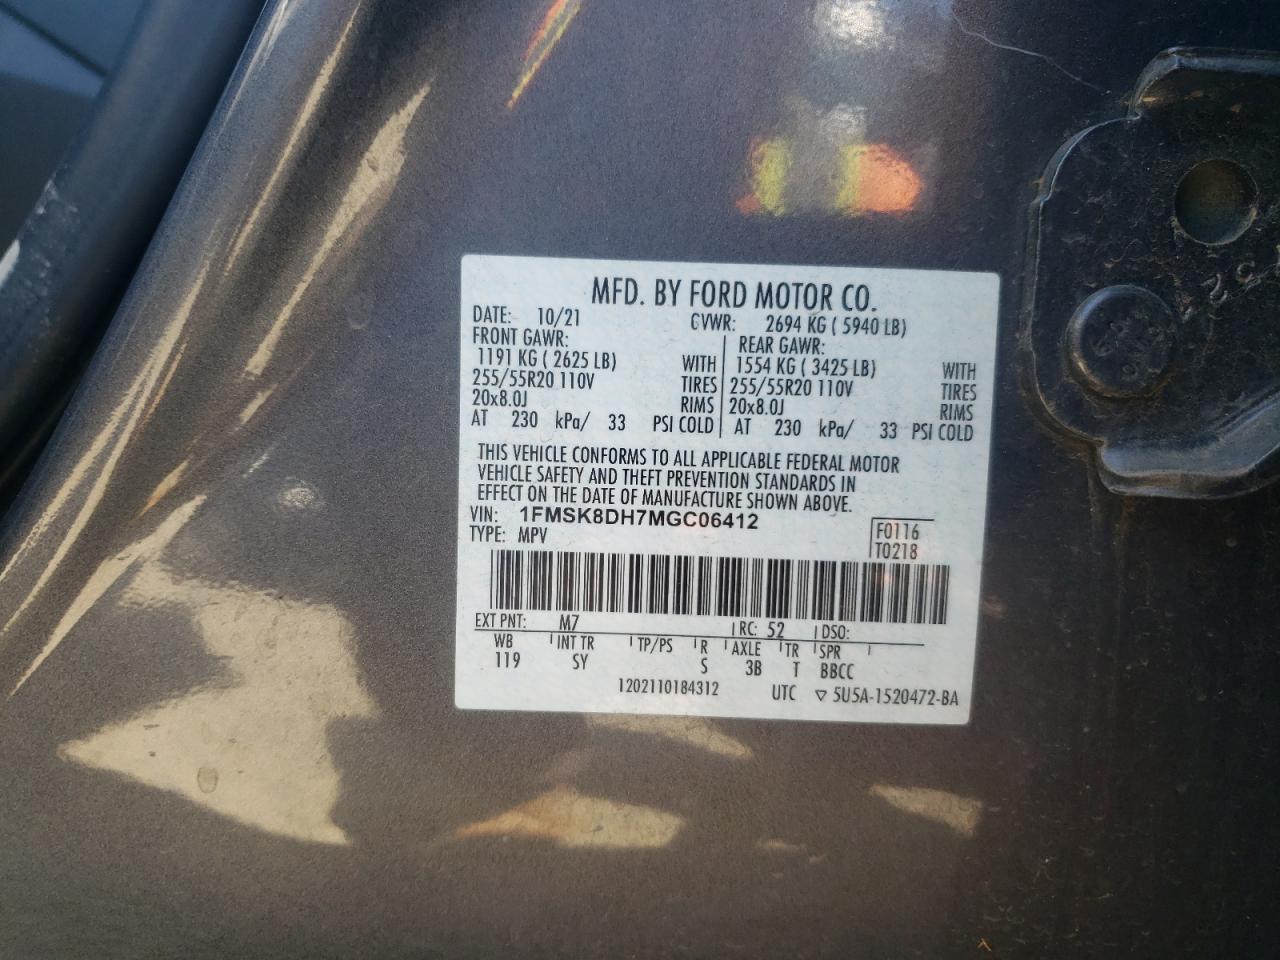 MFD. BY FORD MOTOR CO.
DATE: 10/21 GVWR: 2694 KG ( 5940 LB)
FRONT GAWR: REAR GAWR:
1191 KG ( 2625 LB) WITH 1554 KG ( 3425 LB) WITH
255/55R20 110V TIRES 255/55R20 110V TIRES
20x8.0J RIMS 20x8.0J RIMS
AT 230 kPa/ 33 PSI COLD AT 230 kPa/ 33 PSI COLD
THIS VEHICLE CONFORMS TO ALL APPLICABLE FEDERAL MOTOR
VEHICLE SAFETY AND THEFT PREVENTION STANDARDS IN
EFFECT ON THE DATE OF MANUFACTURE SHOWN ABOVE.
VIN: 1FMSK8DH7MGC06412 F0116
TYPE: MPV T0218
EXT PNT: M7 RC: 52 DSO:
WB INT TR TP/PS R AXLE TR SPR
119 SY S 3B T BBCC
1202110184312 UTC ▽ 5U5A-1520472-BA